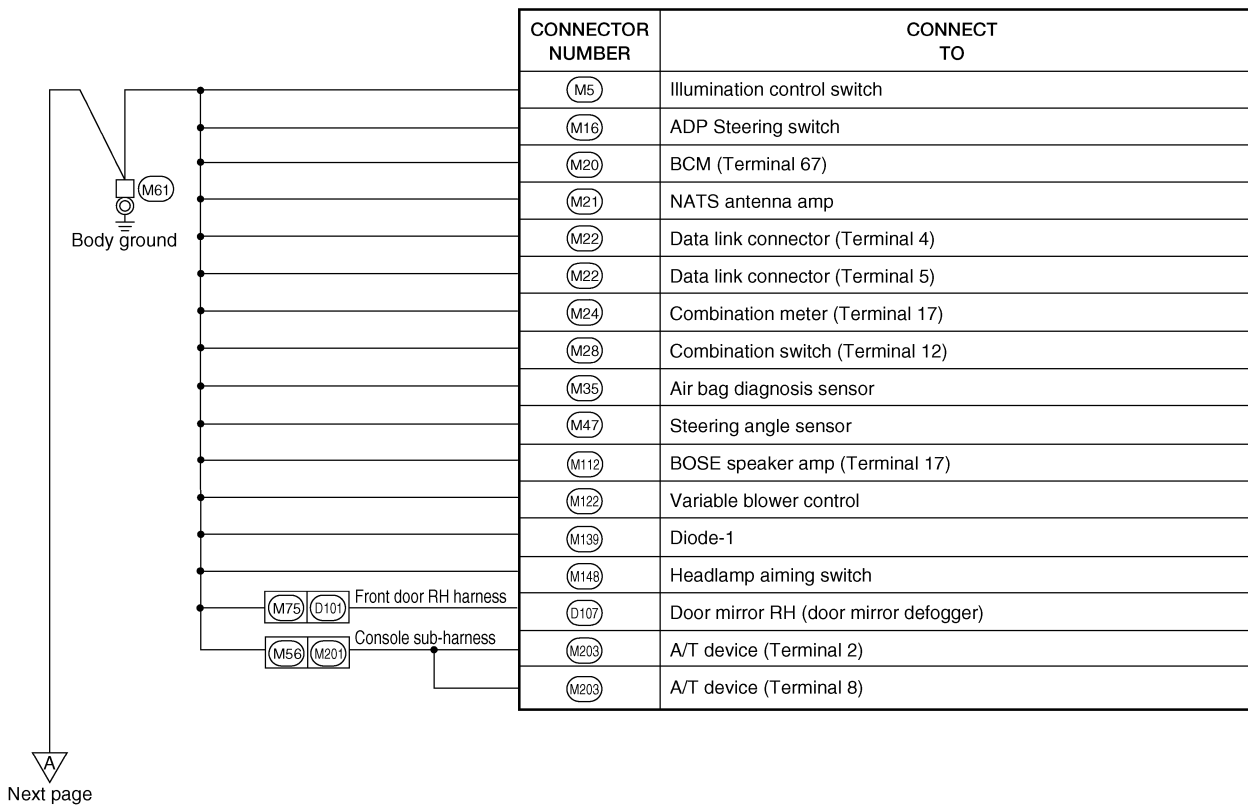 CONNECTOR NUMBER CONNECT TO
M5 Illumination control switch
M16 ADP Steering switch
M20 BCM (Terminal 67)
M61
M21 NATS antenna amp
Body ground
M22 Data link connector (Terminal 4)
M22 Data link connector (Terminal 5)
M24 Combination meter (Terminal 17)
M28 Combination switch (Terminal 12)
M35 Air bag diagnosis sensor
M47 Steering angle sensor
M112 BOSE speaker amp (Terminal 17)
M122 Variable blower control
M139 Diode-1
M148 Headlamp aiming switch
M75 D101 Front door RH harness D107 Door mirror RH (door mirror defogger)
M56 M201 Console sub-harness M203 A/T device (Terminal 2)
M203 A/T device (Terminal 8)
A
Next page